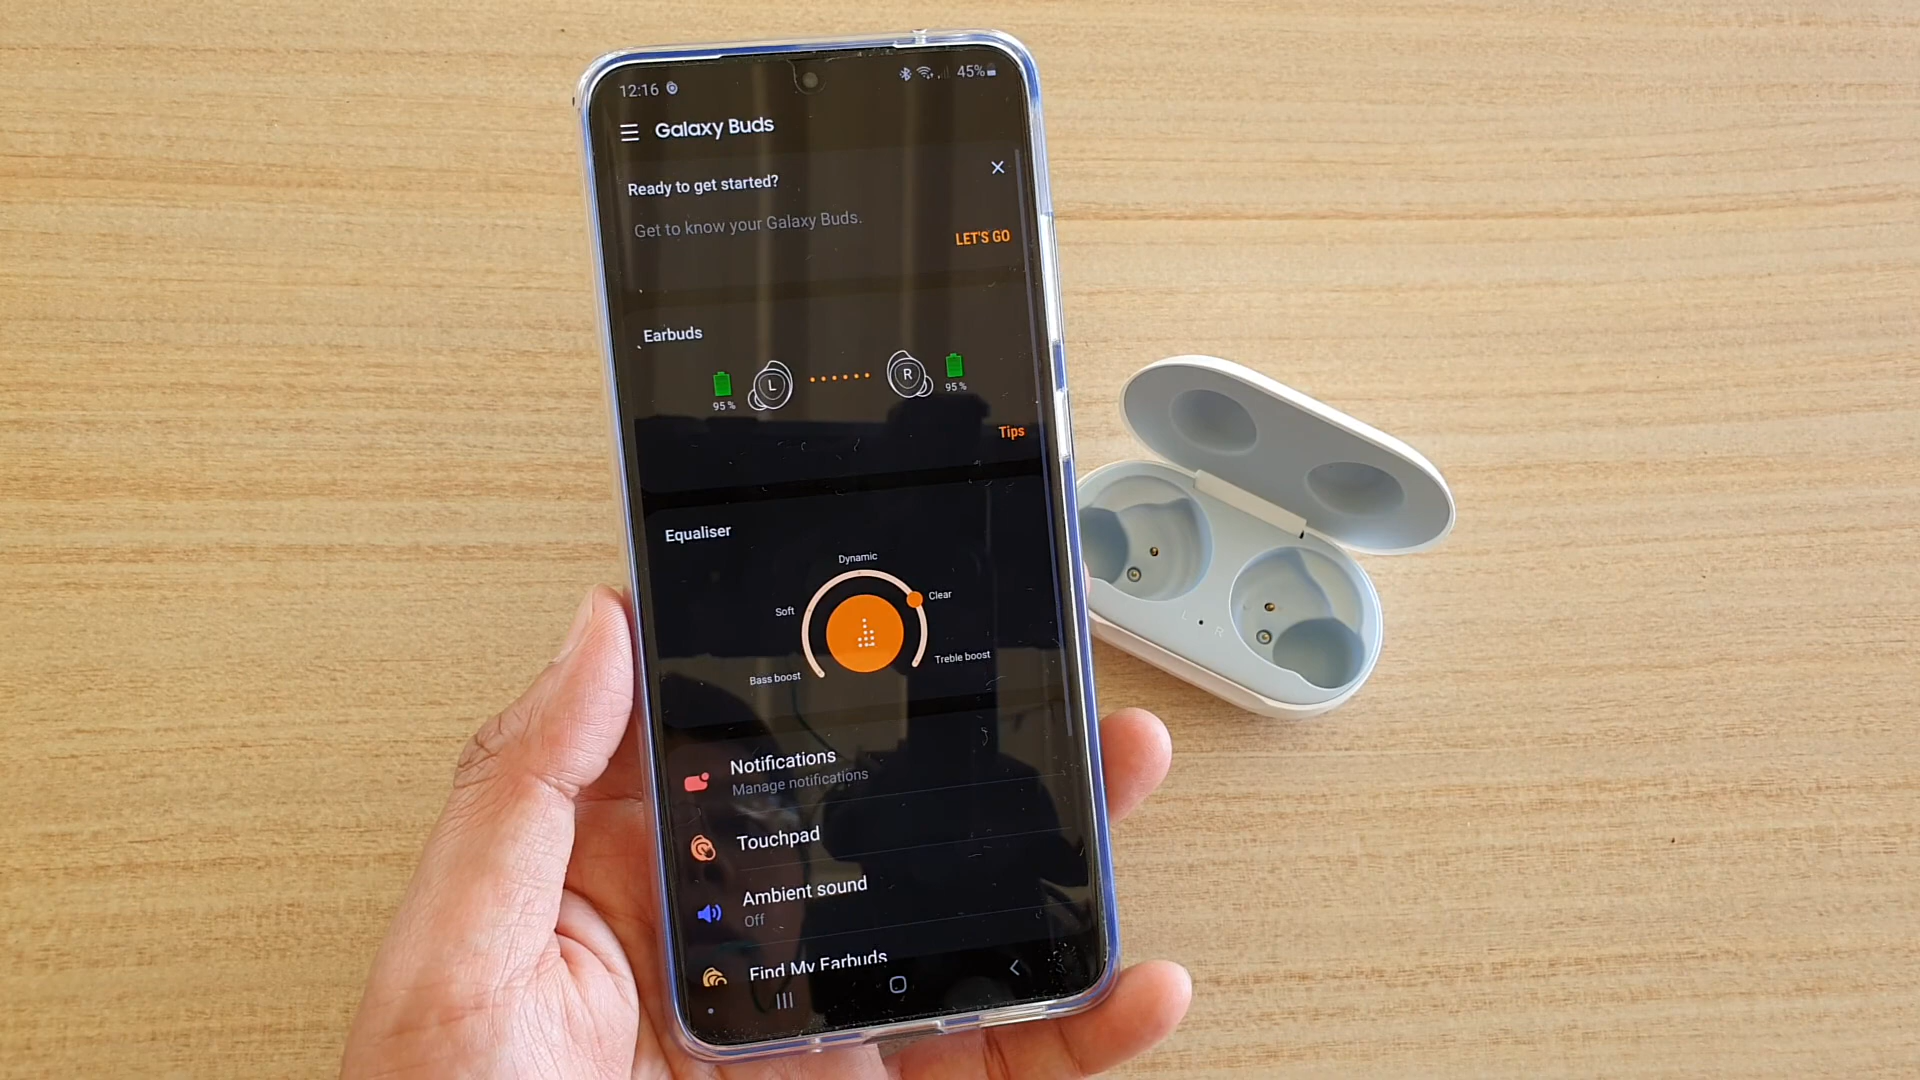 12:16
45%
Galaxy Buds
Ready to get started?
Get to know your Galaxy Buds.
LET'S GO
Earbuds
L
R
95 %
95 %
Tips
Equaliser
Dynamic
Soft
Clear
Bass boost
Treble boost
Notifications
Manage notifications
Touchpad
Ambient sound
Off
Find My Earbuds
L R